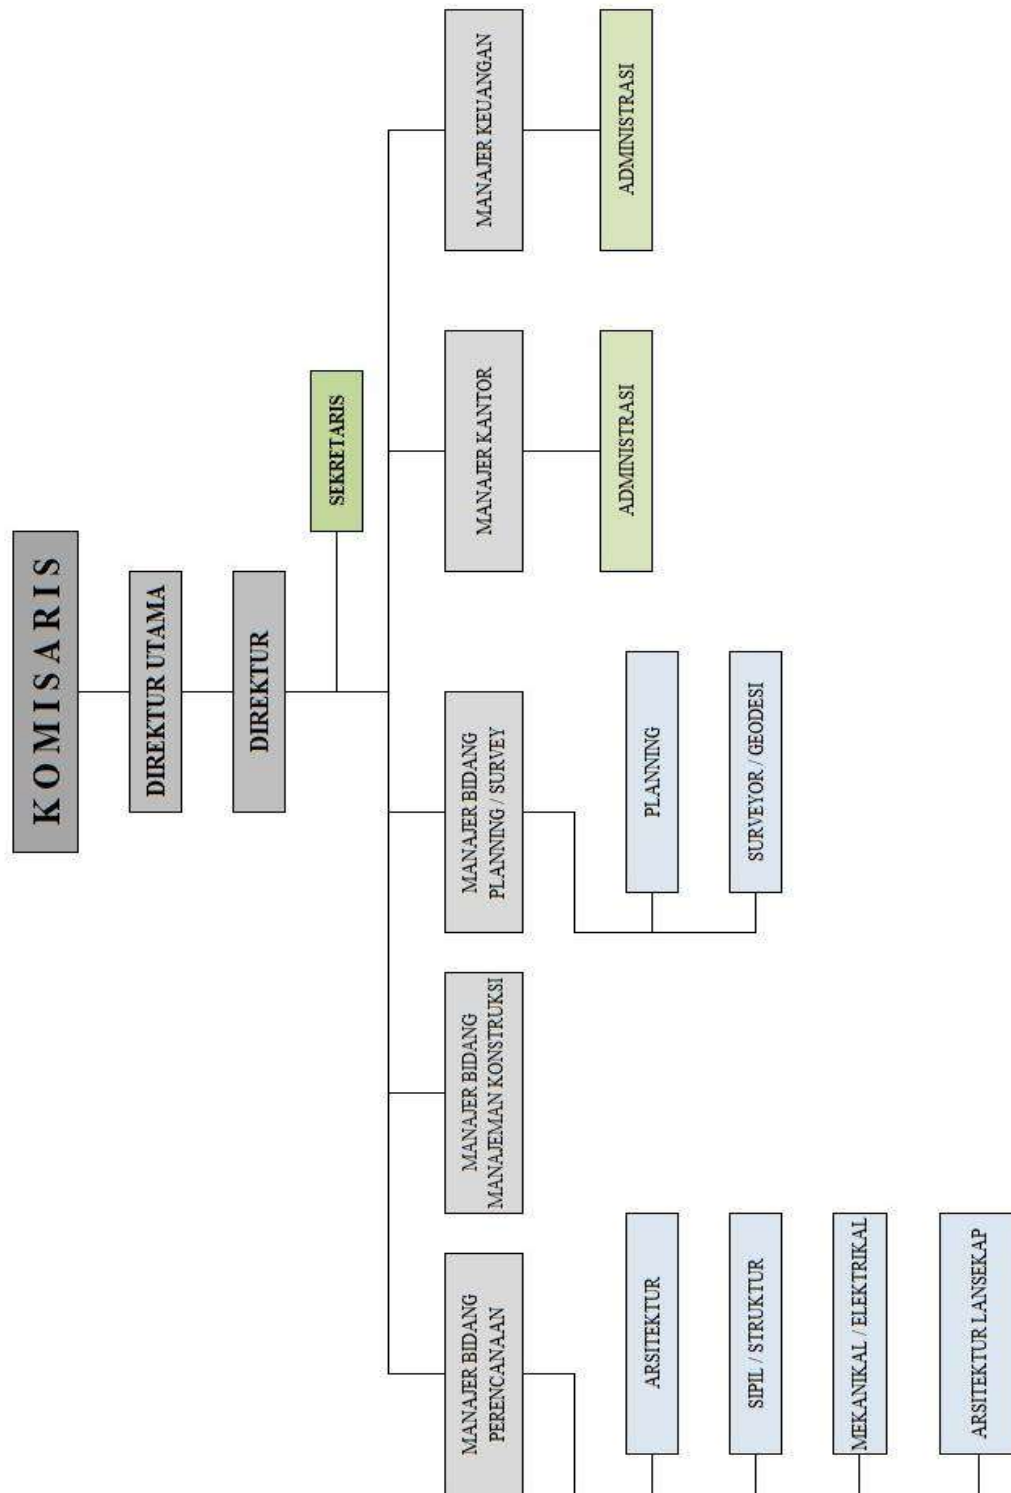 K O M I S A R I S
DIREKTUR UTAMA
DIREKTUR
SEKRETARIS
MANAJER BIDANG
PERENCANAAN
MANAJER BIDANG
MANAJEMAN KONSTRUKSI
MANAJER BIDANG
PLANNING / SURVEY
MANAJER KANTOR
MANAJER KEUANGAN
ARSITEKTUR
SIPIL / STRUKTUR
MEKANIKAL / ELEKTRIKAL
ARSITEKTUR LANSEKAP
PLANNING
SURVEYOR / GEODESI
ADMINISTRASI
ADMINISTRASI